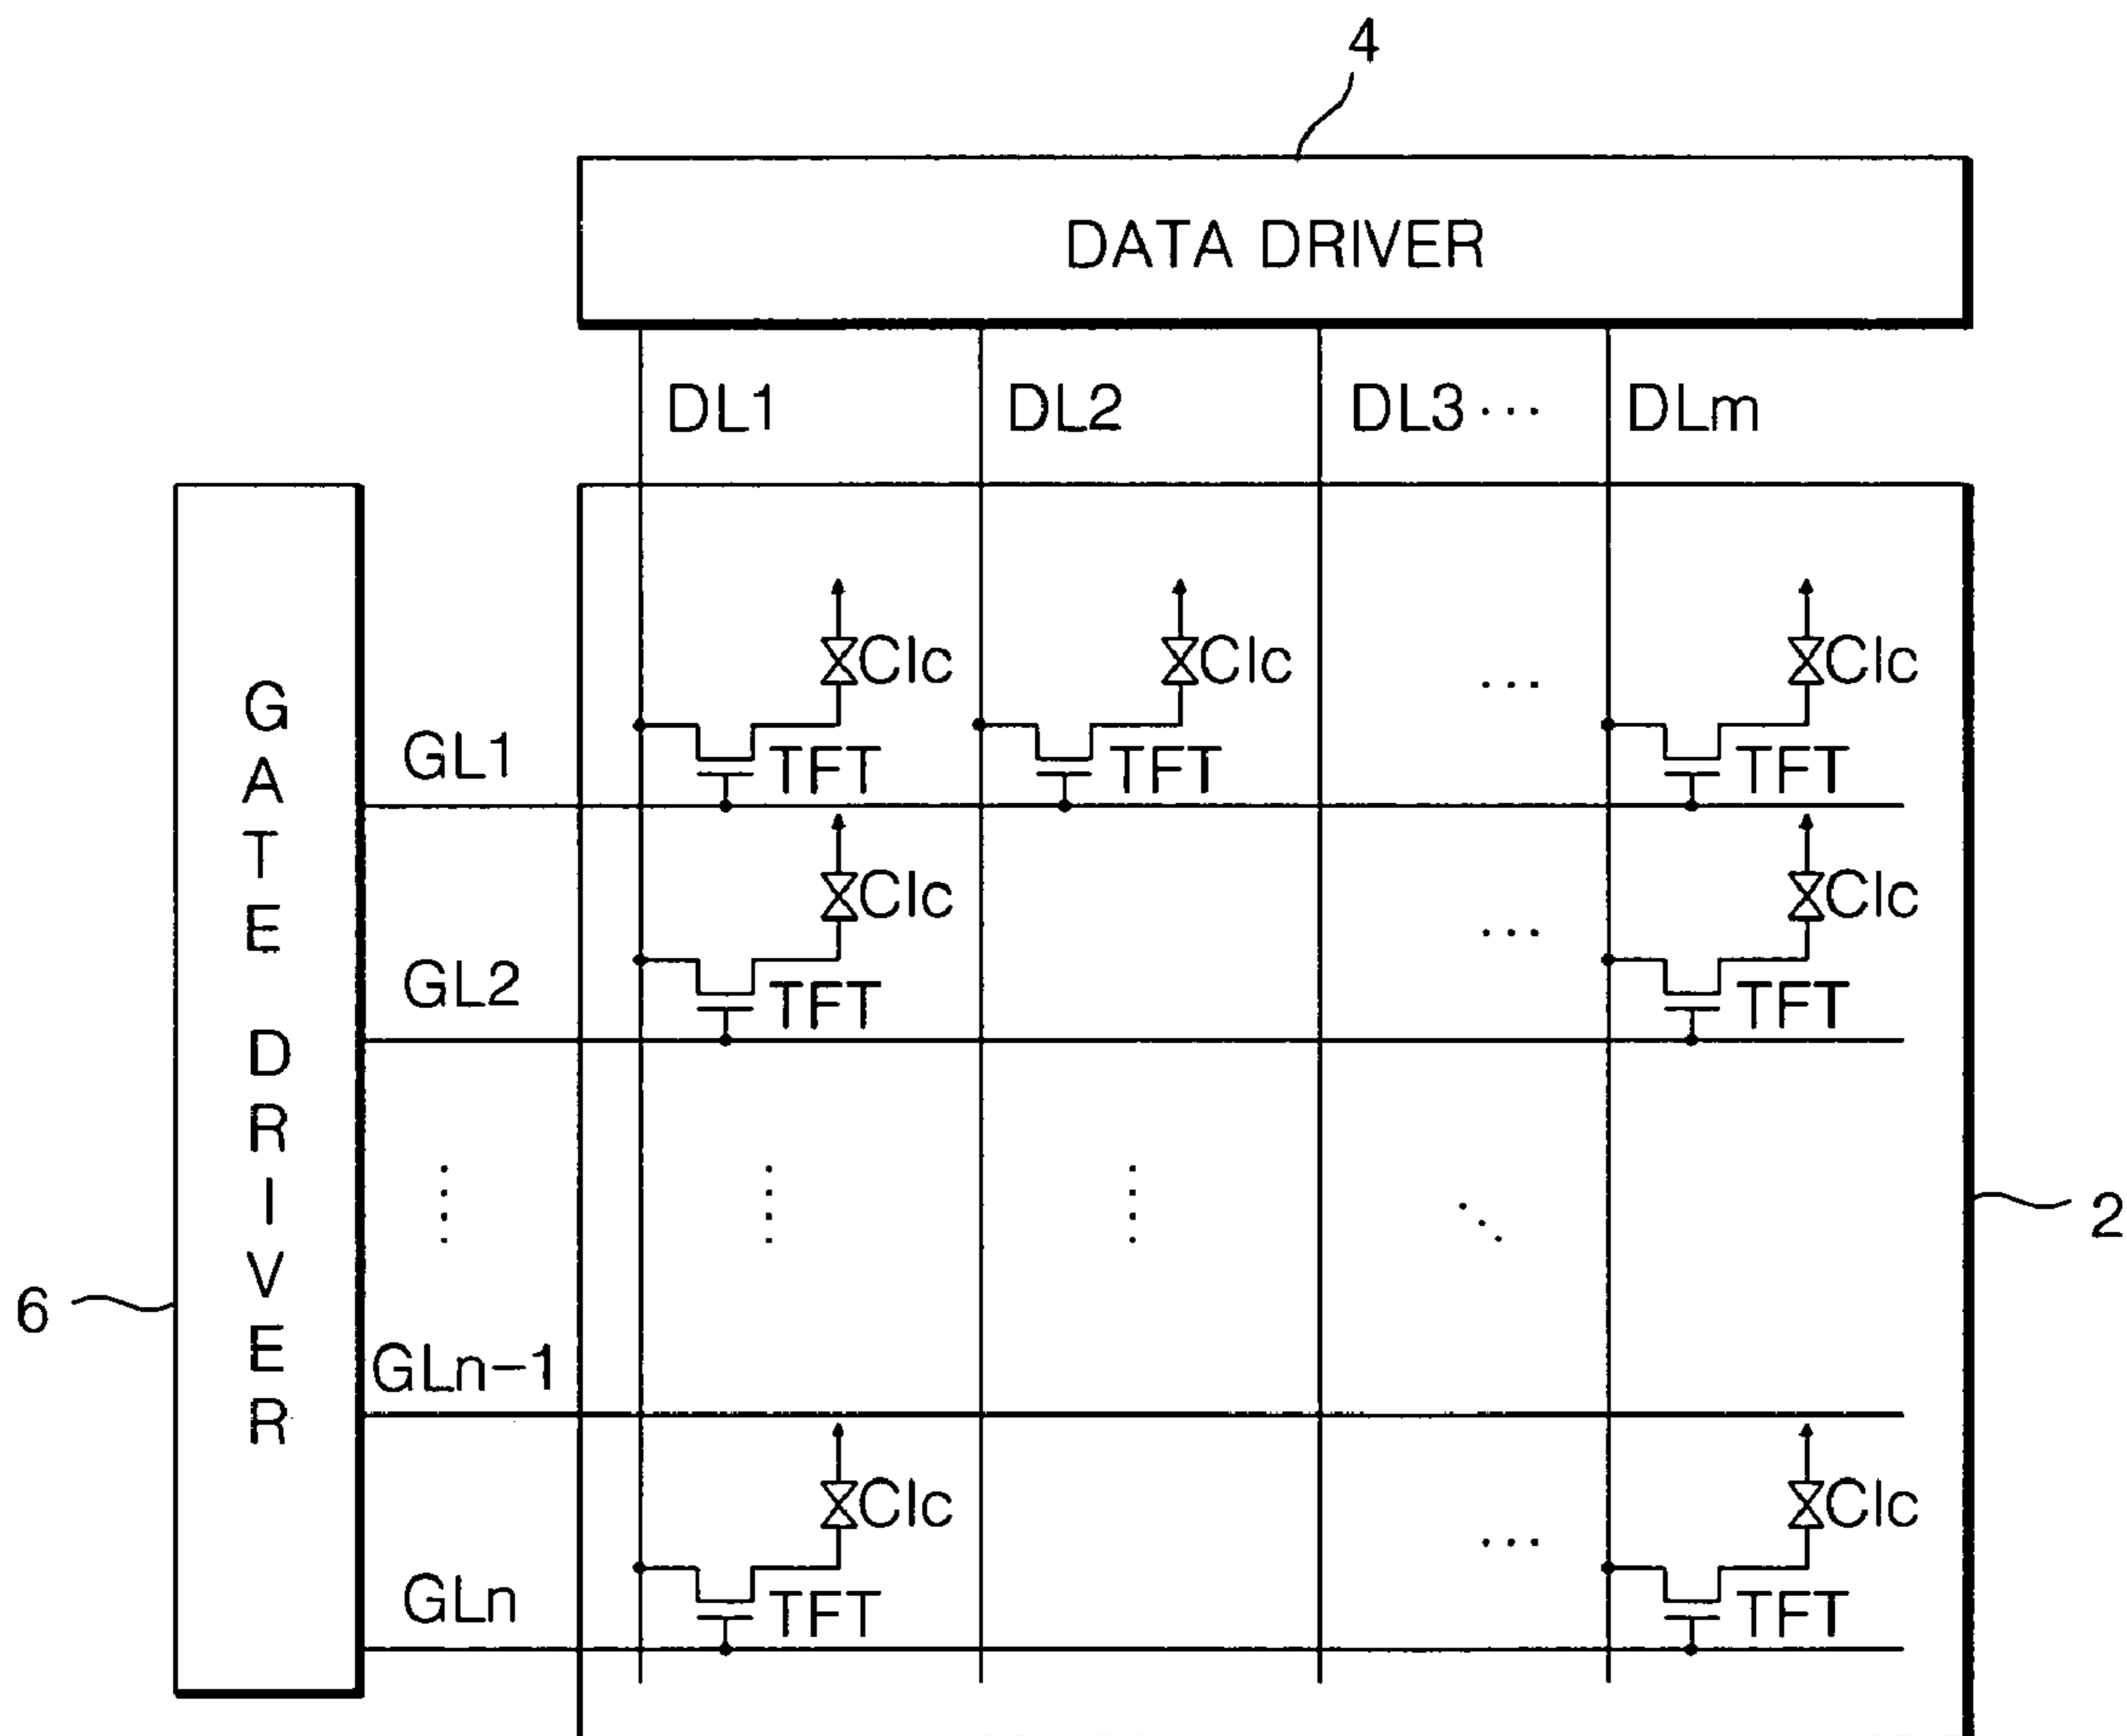 4
DATA DRIVER
DL1 DL2 DL3 ... DLm
GATE DRIVER
Clc Clc ... Clc
GL1 TFT TFT TFT
Clc ... Clc
GL2 TFT TFT
2
6
GLn-1
Clc ... Clc
GLn TFT TFT